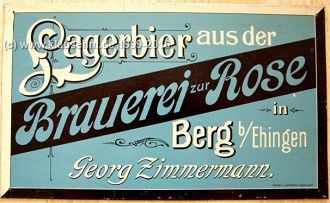 Lagerbier aus der
Brauerei zur Rose
in
Berg b/Ehingen
Georg Zimmermann.